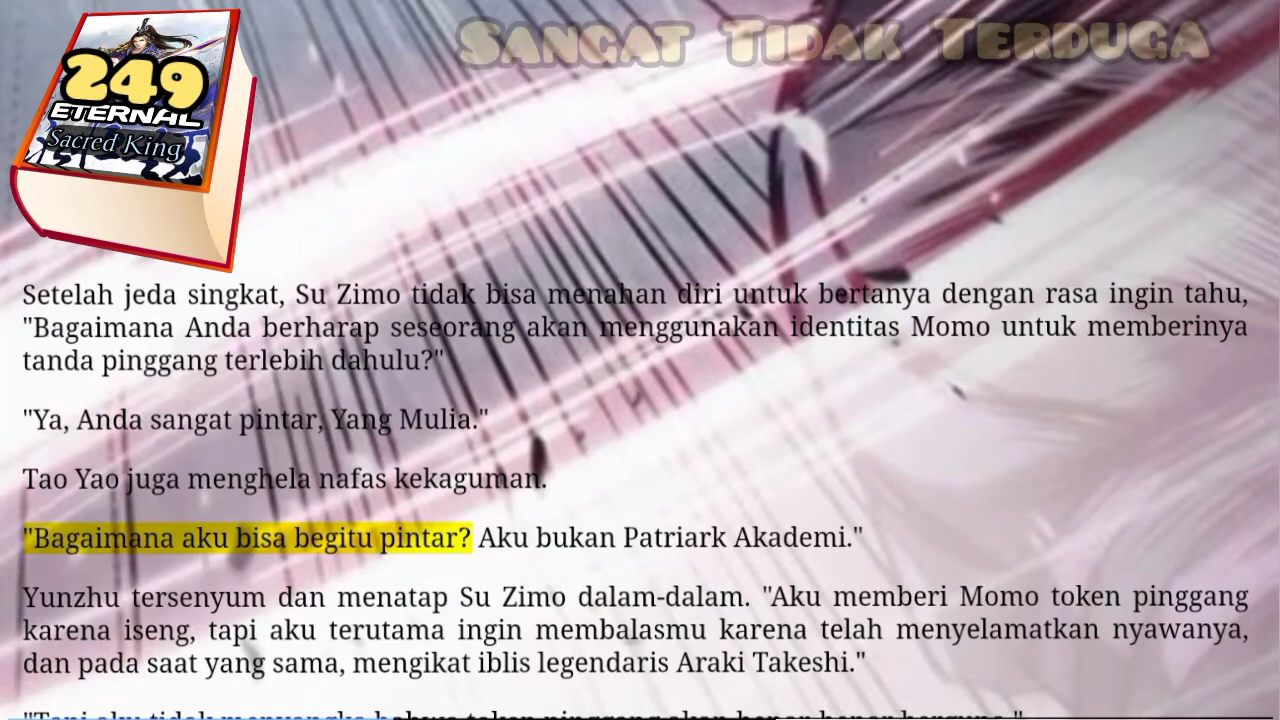 SANGAT TIDAK TERDUGA
249
ETERNAL
Sacred King
Setelah jeda singkat, Su Zimo tidak bisa menahan diri untuk bertanya dengan rasa ingin tahu,
"Bagaimana Anda berharap seseorang akan menggunakan identitas Momo untuk memberinya
tanda pinggang terlebih dahulu?"
"Ya, Anda sangat pintar, Yang Mulia."
Tao Yao juga menghela nafas kekaguman.
"Bagaimana aku bisa begitu pintar? Aku bukan Patriark Akademi."
Yunzhu tersenyum dan menatap Su Zimo dalam-dalam. "Aku memberi Momo token pinggang
karena iseng, tapi aku terutama ingin membalasmu karena telah menyelamatkan nyawanya,
dan pada saat yang sama, mengikat iblis legendaris Araki Takeshi."